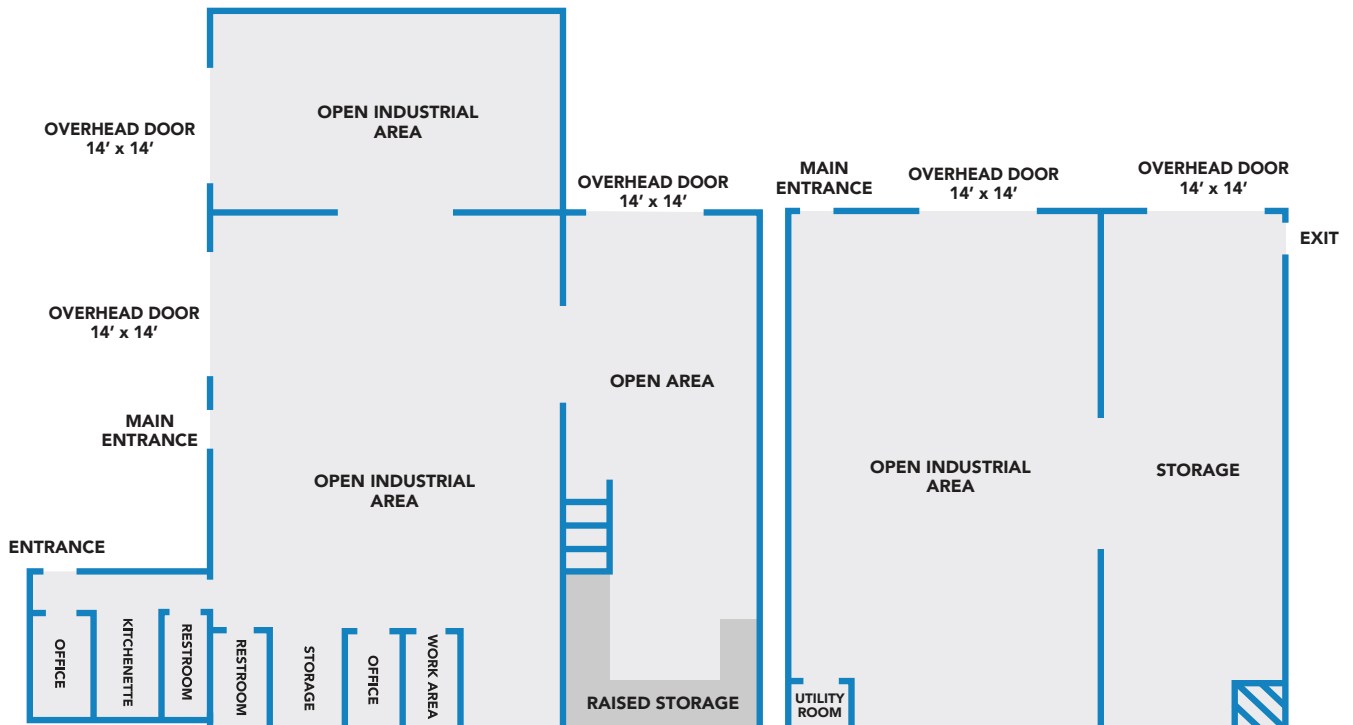 OPEN INDUSTRIAL
AREA
OVERHEAD DOOR
14’ x 14’
OVERHEAD DOOR
14’ x 14’
MAIN
ENTRANCE
OVERHEAD DOOR
14’ x 14’
OVERHEAD DOOR
14’ x 14’
EXIT
OVERHEAD DOOR
14’ x 14’
OPEN AREA
MAIN
ENTRANCE
OPEN INDUSTRIAL
AREA
OPEN INDUSTRIAL
AREA
STORAGE
ENTRANCE
OFFICE
KITCHENETTE
RESTROOM
RESTROOM
STORAGE
OFFICE
WORK AREA
RAISED STORAGE
UTILITY
ROOM